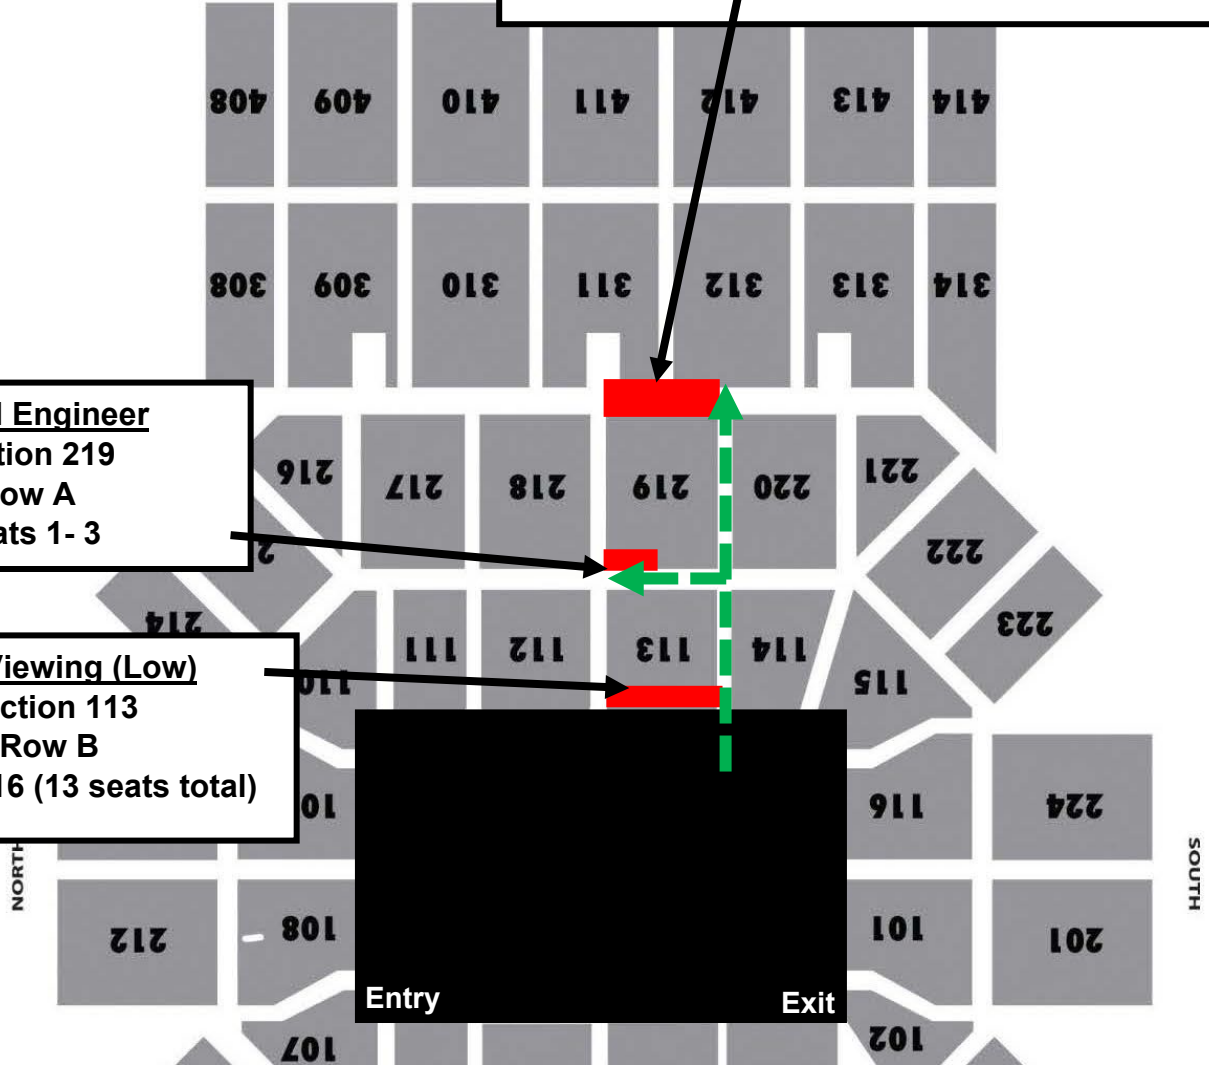 408 409 410 411 412 413 414
308 309 310 311 312 313 314
Engineer
tion 219
ow A
ats 1- 3
216 217 218 219 220 221
222
223
214
111 112 113 114
110
115
iewing (Low)
ction 113
Row B
16 (13 seats total)
116 224
NORTH
SOUTH
212 108 101 201
Entry Exit
107 102